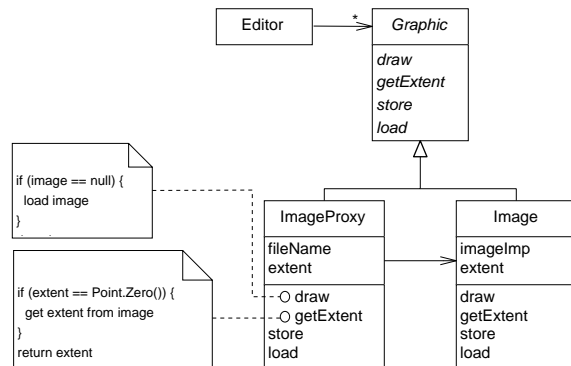 Editor
*
Graphic
draw
getExtent
store
load
if (image == null) {
load image
}
if (extent == Point.Zero()) {
get extent from image
}
return extent
ImageProxy
fileName
extent
draw
getExtent
store
load
Image
imageImp
extent
draw
getExtent
store
load